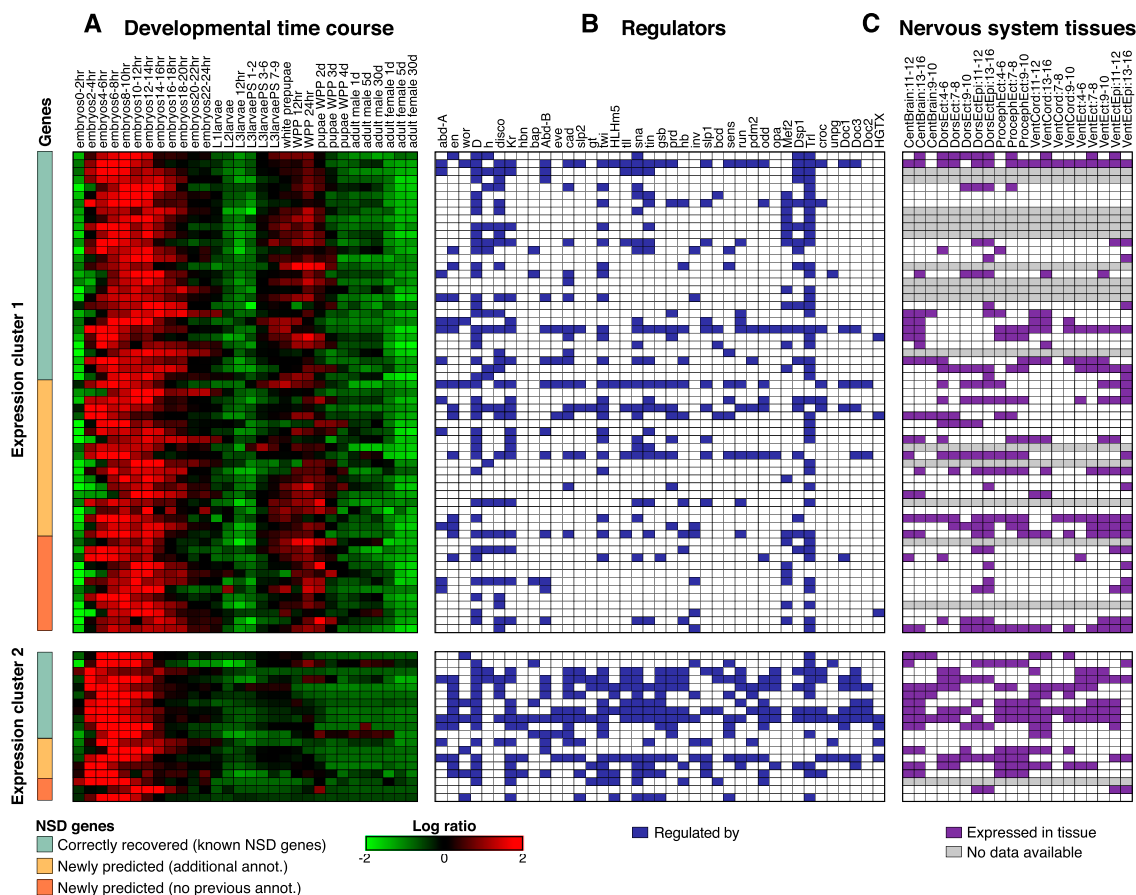 A Developmental time course
B Regulators
C Nervous system tissues
Genes
embryos0-2hr
embryos2-4hr
embryos4-6hr
embryos6-8hr
embryos8-10hr
embryos10-12hr
embryos12-14hr
embryos14-16hr
embryos16-18hr
embryos18-20hr
embryos20-22hr
embryos22-24hr
L1larvae
L2larvae
L3larvae 12hr
L3larvaePS 1-2
L3larvaePS 3-6
L3larvaePS 7-9
white prepupae
WPP 12hr
WPP 24hr
pupae WPP 2d
pupae WPP 3d
pupae WPP 4d
adult male 1d
adult male 5d
adult male 30d
adult female 1d
adult female 5d
adult female 30d
abd-A
en
wor
D
h
disco
Kr
hbn
bab1
Abd-B
eve
cad
slp2
gt
twi
HLHm5
tll
sna
tin
gsb
prd
hb
inv
slp1
bcd
sens
run
pdm2
odd
opa
Mef2
Dsp1
Trl
croc
unpg
Doc1
Doc3
Doc2
HGTX
CentBrain:11-12
CentBrain:13-16
CentBrain:9-10
DorsEct:4-6
DorsEct:7-8
DorsEct:9-10
DorsEctEpi:11-12
DorsEctEpi:13-16
ProcephEct:4-6
ProcephEct:7-8
ProcephEct:9-10
VentCord:11-12
VentCord:13-16
VentCord:7-8
VentCord:9-10
VentEct:4-6
VentEct:7-8
VentEct:9-10
VentEctEpi:11-12
VentEctEpi:13-16
Expression cluster 1
Expression cluster 2
NSD genes
Correctly recovered (known NSD genes)
Newly predicted (additional annot.)
Newly predicted (no previous annot.)
Log ratio
-2 0 2
Regulated by
Expressed in tissue
No data available